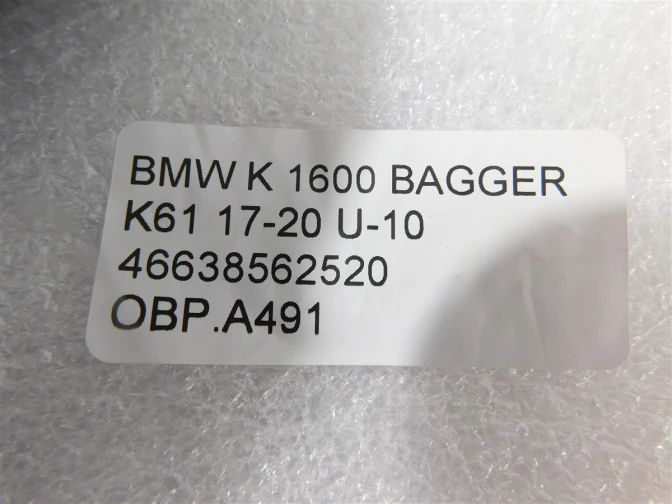 BMW K 1600 BAGGER
K61 17-20 U-10
46638562520
OBP.A491